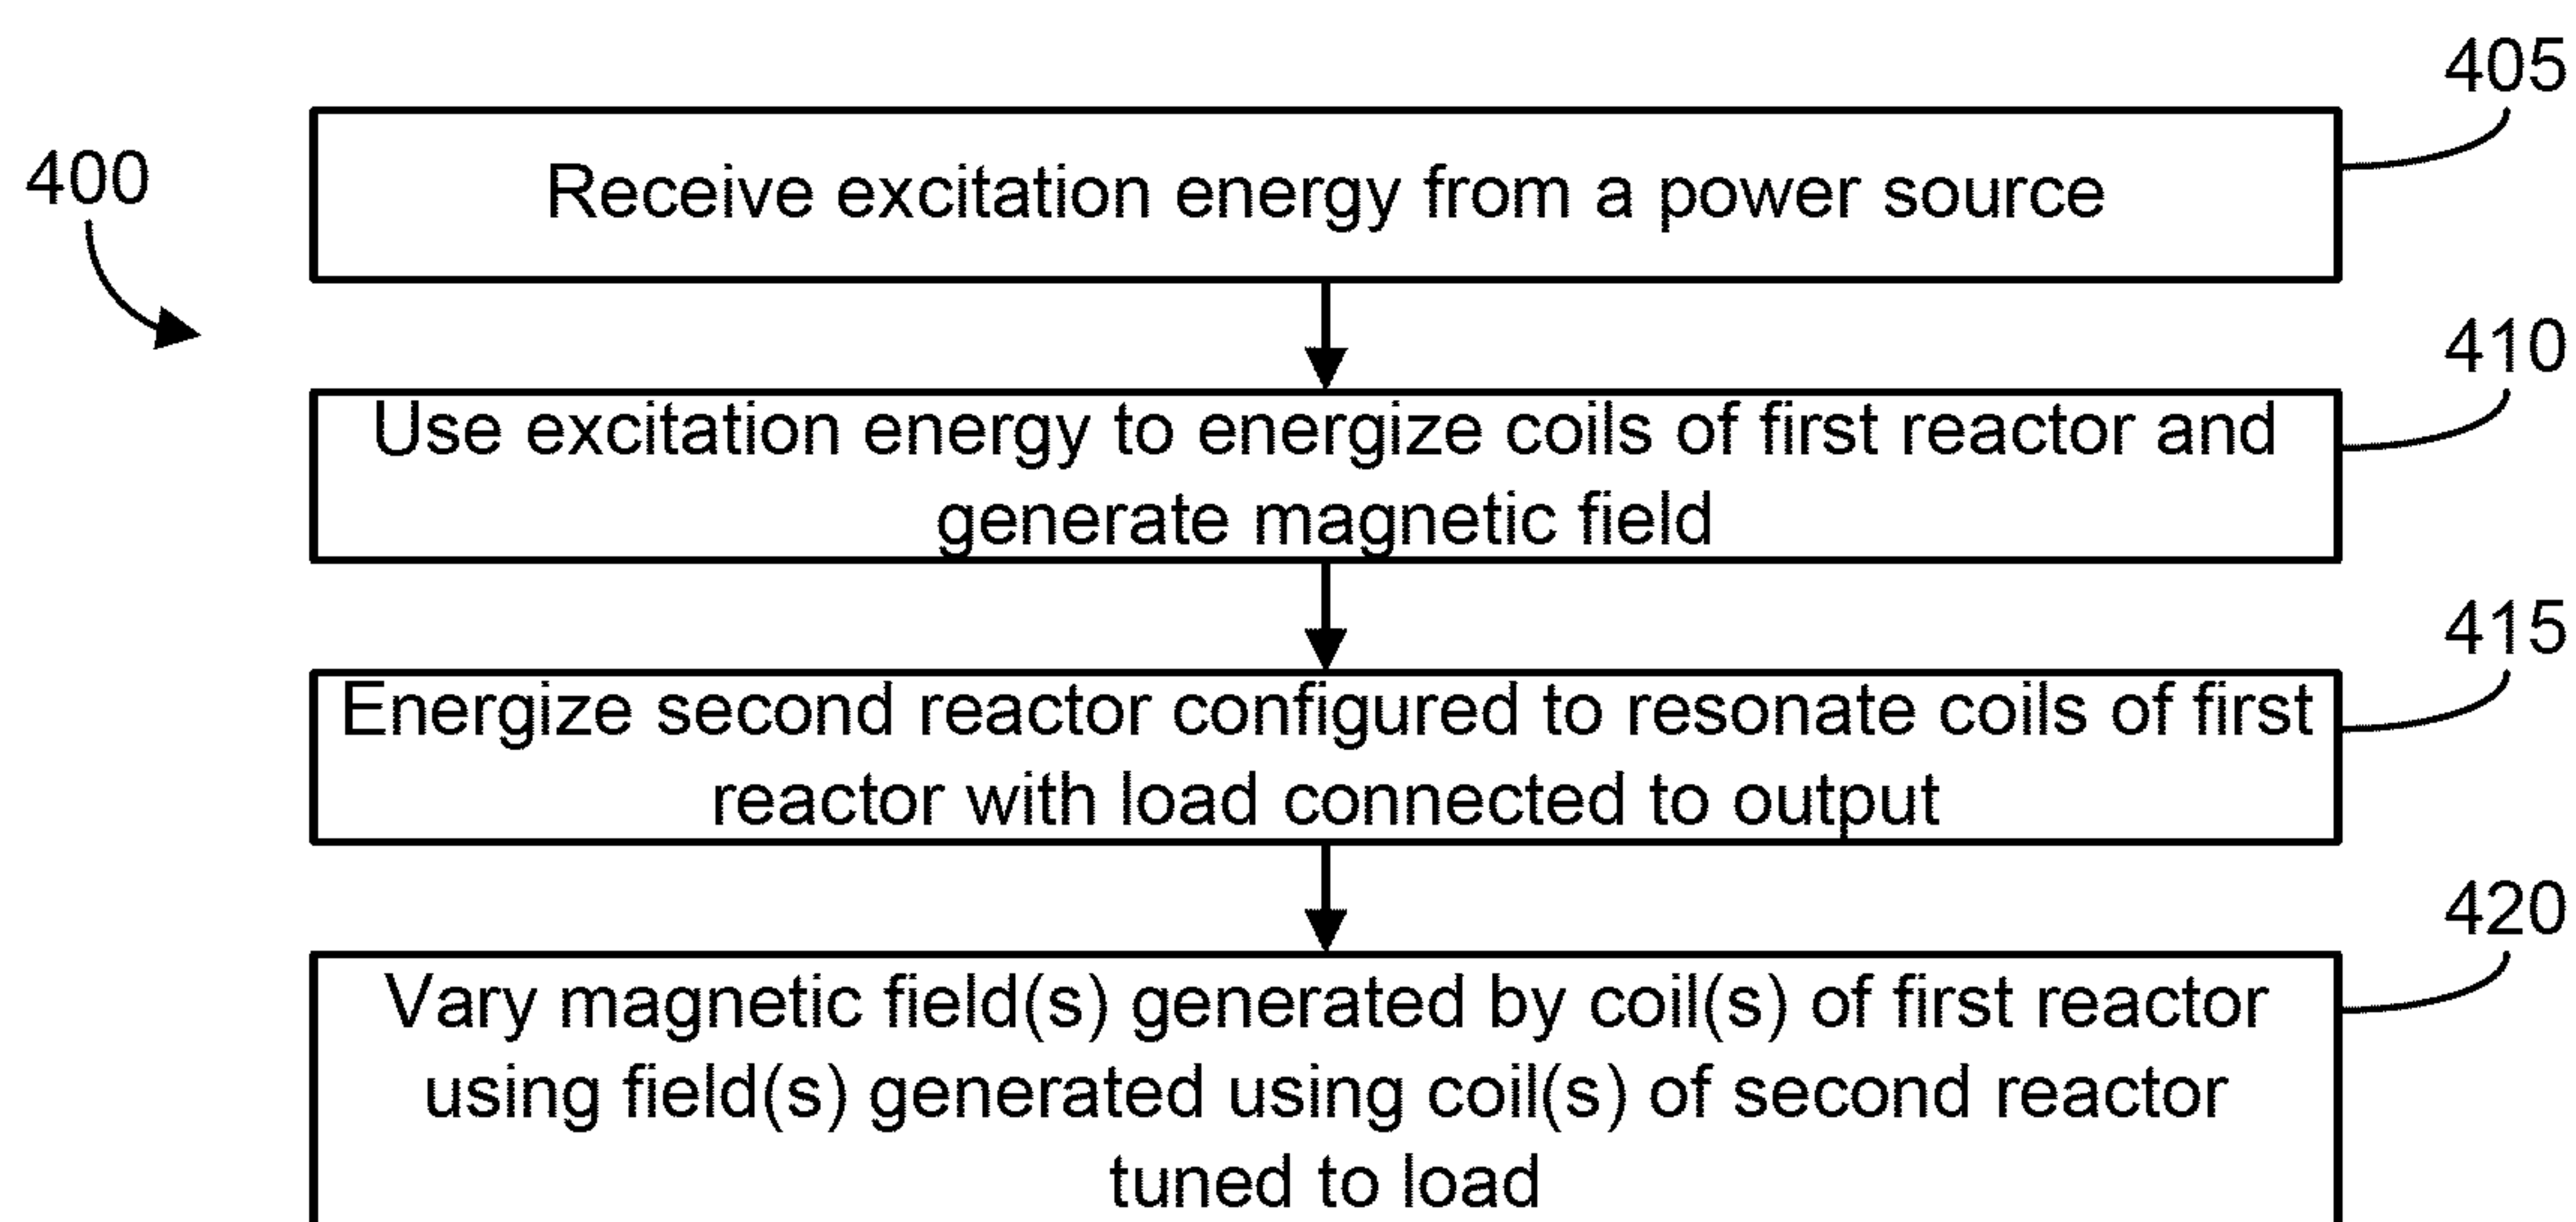 405
400
Receive excitation energy from a power source
410
Use excitation energy to energize coils of first reactor and
generate magnetic field
415
Energize second reactor configured to resonate coils of first
reactor with load connected to output
420
Vary magnetic field(s) generated by coil(s) of first reactor
using field(s) generated using coil(s) of second reactor
tuned to load